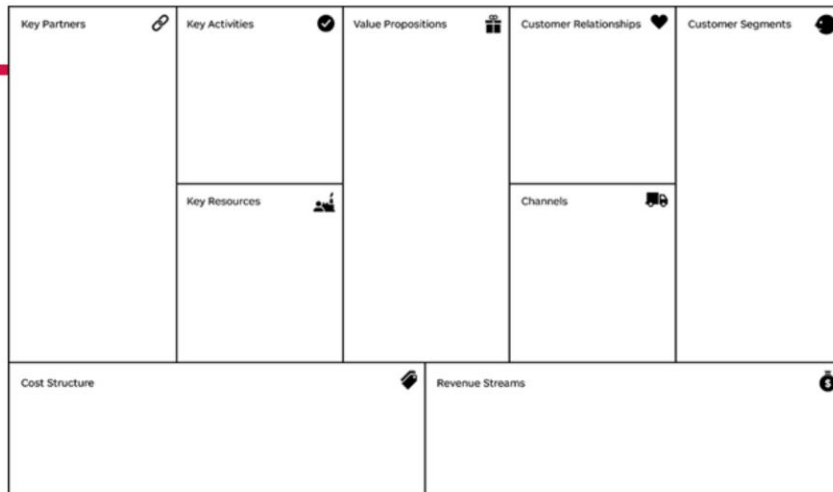 Key Partners
Key Activities
Value Propositions
Customer Relationships
Customer Segments
Key Resources
Channels
Cost Structure
Revenue Streams
$